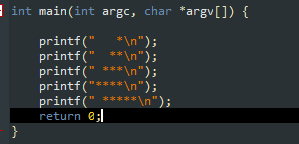 int main(int argc, char *argv[]) {
printf("   *\n");
printf("  **\n");
printf(" ***\n");
printf("****\n");
printf(" *****\n");
return 0;
}